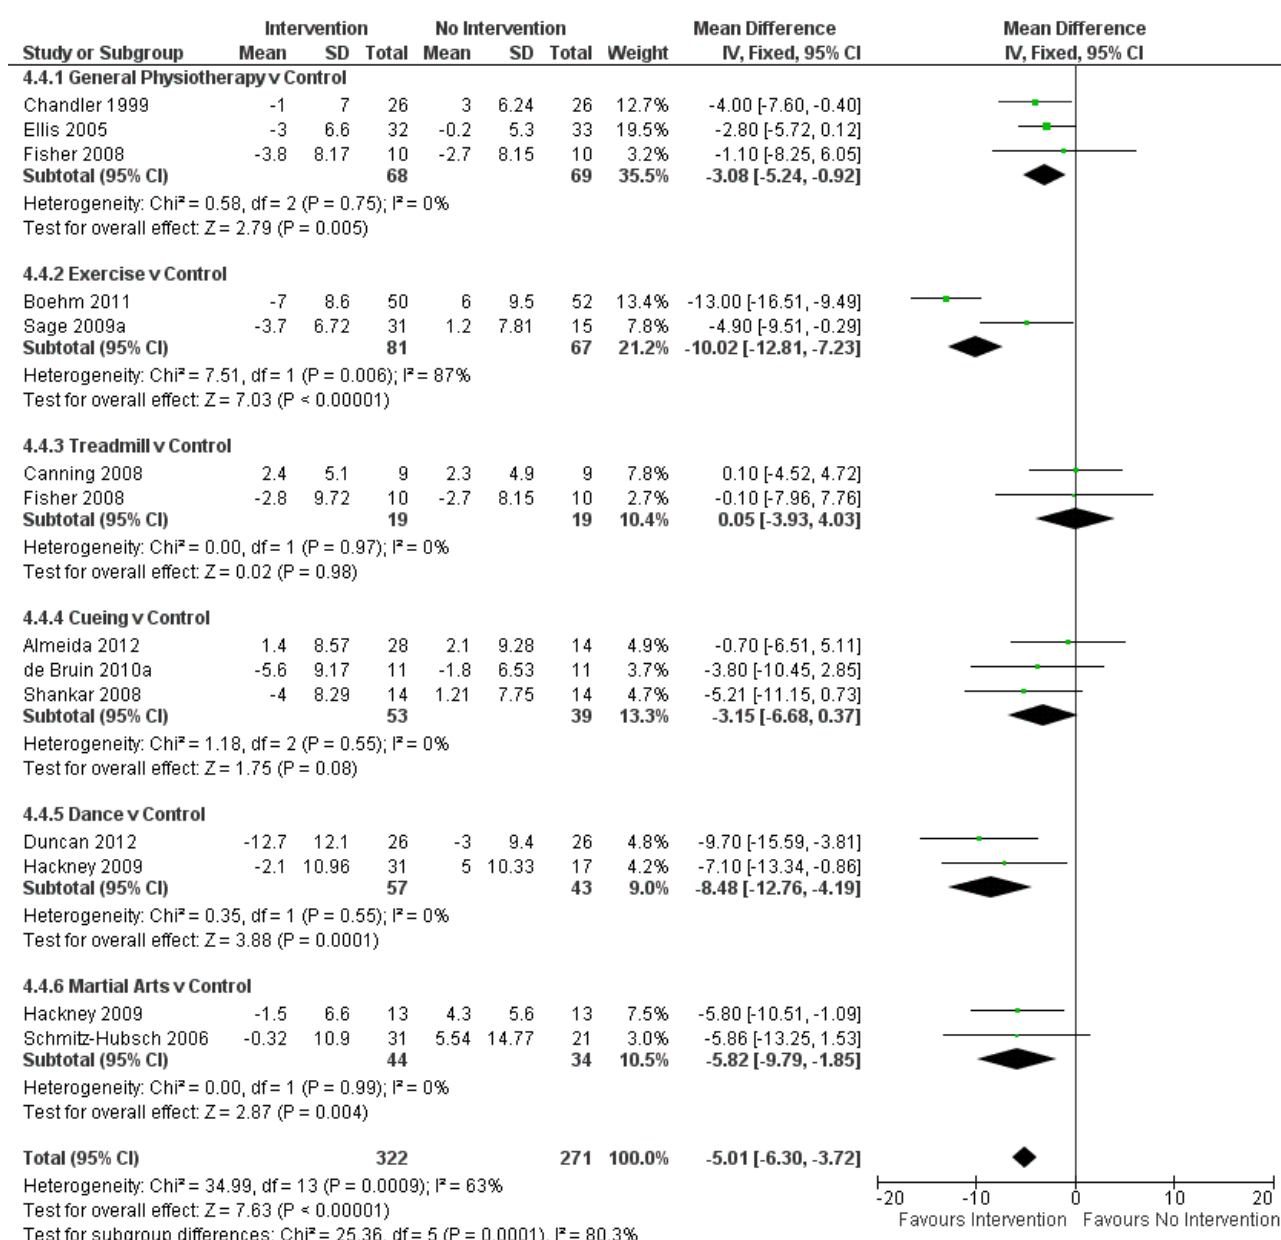 Intervention No Intervention Mean Difference Mean Difference
Study or Subgroup Mean SD Total Mean SD Total Weight IV, Fixed, 95% CI IV, Fixed, 95% CI
4.4.1 General Physiotherapy v Control
Chandler 1999 -1 7 26 3 6.24 26 12.7% -4.00 [-7.60, -0.40]
Ellis 2005 -3 6.6 32 -0.2 5.3 33 19.5% -2.80 [-5.72, 0.12]
Fisher 2008 -3.8 8.17 10 -2.7 8.15 10 3.2% -1.10 [-8.25, 6.05]
Subtotal (95% CI) 68 69 35.5% -3.08 [-5.24, -0.92]
Heterogeneity: Chi² = 0.58, df = 2 (P = 0.75); I² = 0%
Test for overall effect: Z = 2.79 (P = 0.005)
4.4.2 Exercise v Control
Boehm 2011 -7 8.6 50 6 9.5 52 13.4% -13.00 [-16.51, -9.49]
Sage 2009a -3.7 6.72 31 1.2 7.81 15 7.8% -4.90 [-9.51, -0.29]
Subtotal (95% CI) 81 67 21.2% -10.02 [-12.81, -7.23]
Heterogeneity: Chi² = 7.51, df = 1 (P = 0.006); I² = 87%
Test for overall effect: Z = 7.03 (P < 0.00001)
4.4.3 Treadmill v Control
Canning 2008 2.4 5.1 9 2.3 4.9 9 7.8% 0.10 [-4.52, 4.72]
Fisher 2008 -2.8 9.72 10 -2.7 8.15 10 2.7% -0.10 [-7.96, 7.76]
Subtotal (95% CI) 19 19 10.4% 0.05 [-3.93, 4.03]
Heterogeneity: Chi² = 0.00, df = 1 (P = 0.97); I² = 0%
Test for overall effect: Z = 0.02 (P = 0.98)
4.4.4 Cueing v Control
Almeida 2012 1.4 8.57 28 2.1 9.28 14 4.9% -0.70 [-6.51, 5.11]
de Bruin 2010a -5.6 9.17 11 -1.8 6.53 11 3.7% -3.80 [-10.45, 2.85]
Shankar 2008 -4 8.29 14 1.21 7.75 14 4.7% -5.21 [-11.15, 0.73]
Subtotal (95% CI) 53 39 13.3% -3.15 [-6.68, 0.37]
Heterogeneity: Chi² = 1.18, df = 2 (P = 0.55); I² = 0%
Test for overall effect: Z = 1.75 (P = 0.08)
4.4.5 Dance v Control
Duncan 2012 -12.7 12.1 26 -3 9.4 26 4.8% -9.70 [-15.59, -3.81]
Hackney 2009 -2.1 10.96 31 5 10.33 17 4.2% -7.10 [-13.34, -0.86]
Subtotal (95% CI) 57 43 9.0% -8.48 [-12.76, -4.19]
Heterogeneity: Chi² = 0.35, df = 1 (P = 0.55); I² = 0%
Test for overall effect: Z = 3.88 (P = 0.0001)
4.4.6 Martial Arts v Control
Hackney 2009 -1.5 6.6 13 4.3 5.6 13 7.5% -5.80 [-10.51, -1.09]
Schmitz-Hubsch 2006 -0.32 10.9 31 5.54 14.77 21 3.0% -5.86 [-13.25, 1.53]
Subtotal (95% CI) 44 34 10.5% -5.82 [-9.79, -1.85]
Heterogeneity: Chi² = 0.00, df = 1 (P = 0.99); I² = 0%
Test for overall effect: Z = 2.87 (P = 0.004)
Total (95% CI) 322 271 100.0% -5.01 [-6.30, -3.72]
Heterogeneity: Chi² = 34.99, df = 13 (P = 0.0009); I² = 63%
Test for overall effect: Z = 7.63 (P < 0.00001)
Test for subgroup differences: Chi² = 25.36, df = 5 (P = 0.0001), I² = 80.3%
-20 -10 0 10 20
Favours Intervention Favours No Intervention